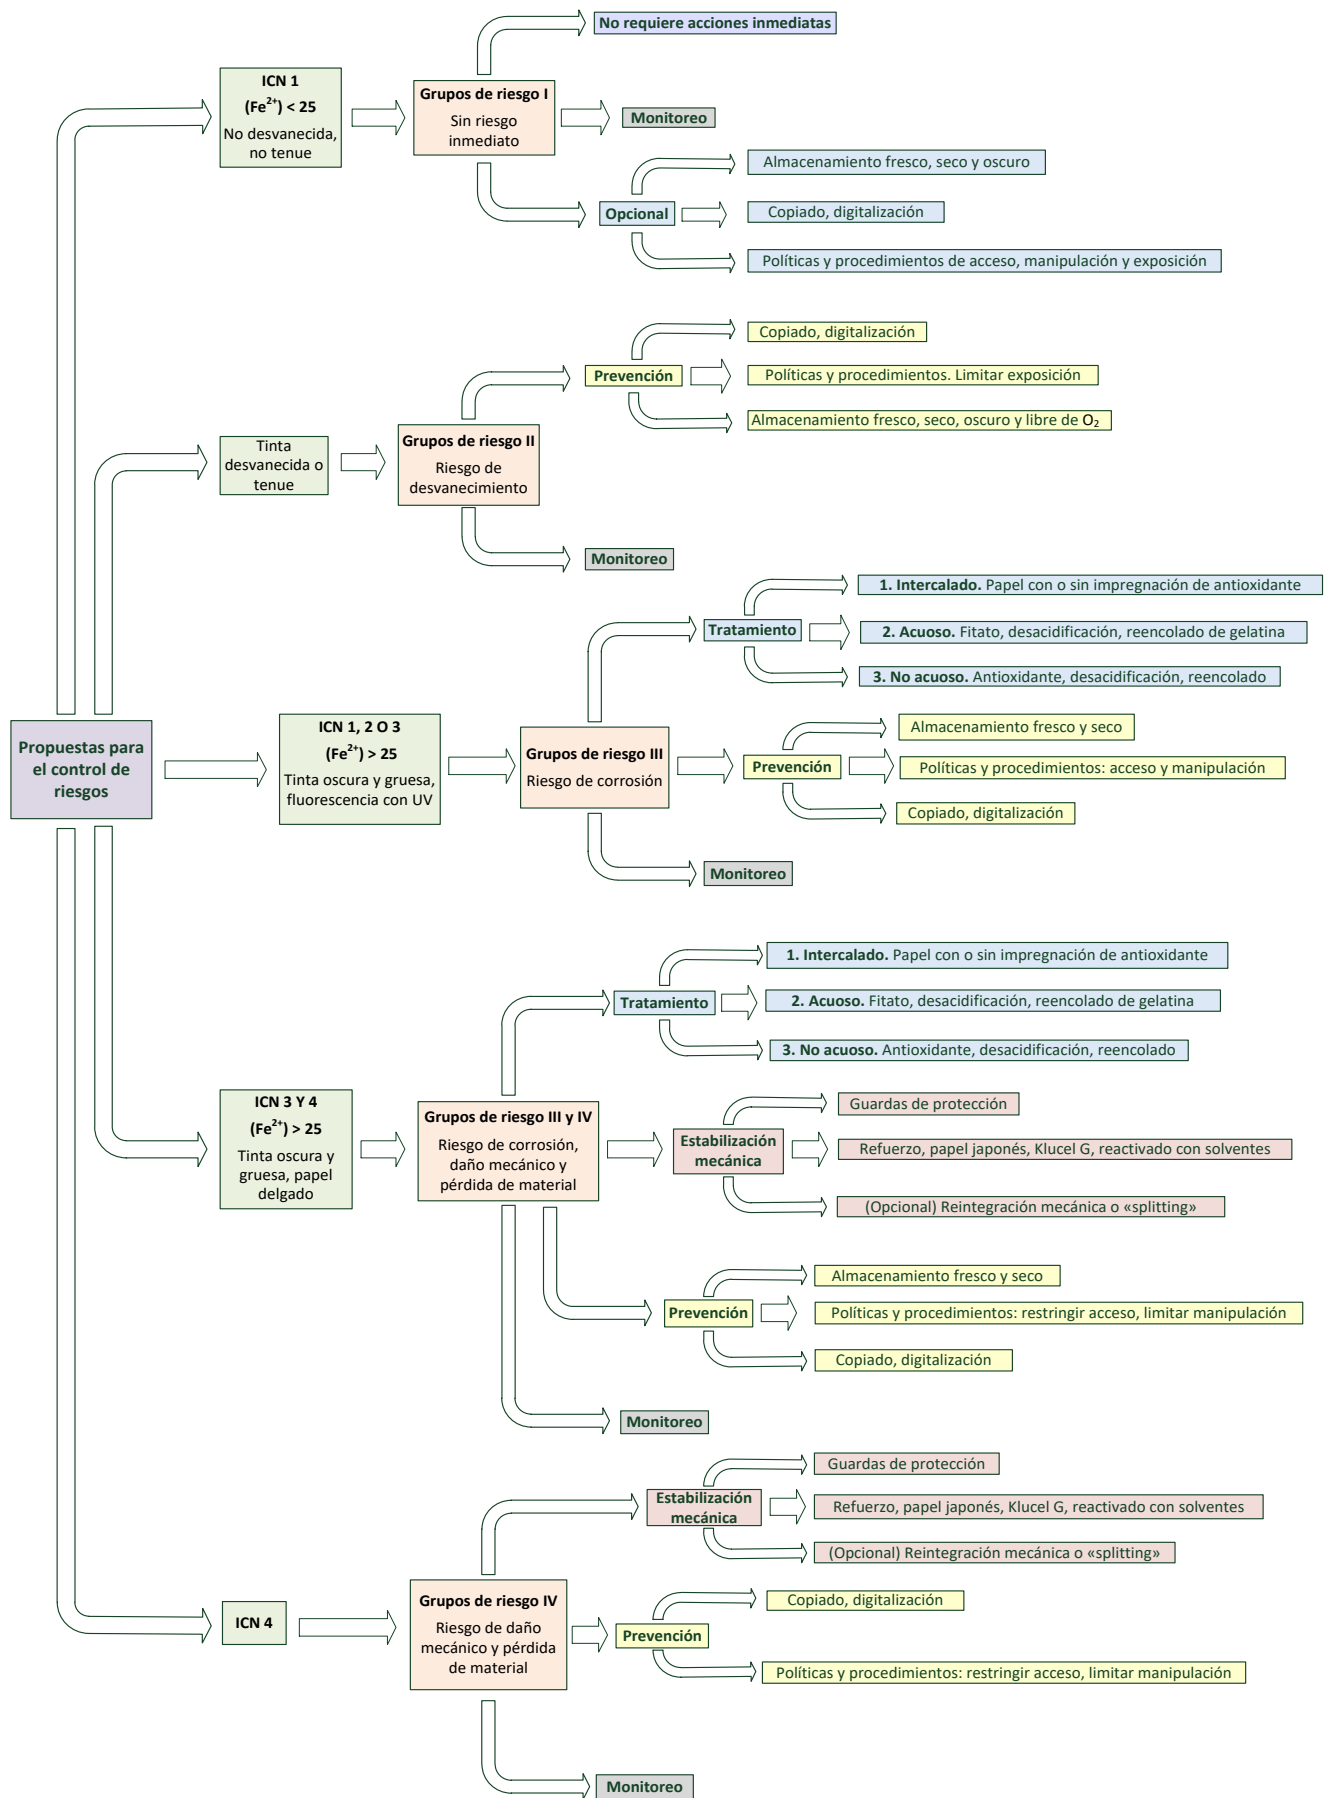 Propuestas para
el control de
riesgos
ICN 1
(Fe²⁺) < 25
No desvanecida,
no tenue
Grupos de riesgo I
Sin riesgo
inmediato
No requiere acciones inmediatas
Monitoreo
Opcional
Almacenamiento fresco, seco y oscuro
Copiado, digitalización
Políticas y procedimientos de acceso, manipulación y exposición
Tinta
desvanecida o
tenue
Grupos de riesgo II
Riesgo de
desvanecimiento
Prevención
Copiado, digitalización
Políticas y procedimientos. Limitar exposición
Almacenamiento fresco, seco, oscuro y libre de O₂
Monitoreo
ICN 1, 2 O 3
(Fe²⁺) > 25
Tinta oscura y gruesa,
fluorescencia con UV
Grupos de riesgo III
Riesgo de corrosión
Tratamiento
1. Intercalado. Papel con o sin impregnación de antioxidante
2. Acuoso. Fitato, desacidificación, reencolado de gelatina
3. No acuoso. Antioxidante, desacidificación, reencolado
Prevención
Almacenamiento fresco y seco
Políticas y procedimientos: acceso y manipulación
Copiado, digitalización
Monitoreo
ICN 3 Y 4
(Fe²⁺) > 25
Tinta oscura y
gruesa, papel
delgado
Grupos de riesgo III y IV
Riesgo de corrosión,
daño mecánico y
pérdida de material
Tratamiento
1. Intercalado. Papel con o sin impregnación de antioxidante
2. Acuoso. Fitato, desacidificación, reencolado de gelatina
3. No acuoso. Antioxidante, desacidificación, reencolado
Estabilización
mecánica
Guardas de protección
Refuerzo, papel japonés, Klucel G, reactivado con solventes
(Opcional) Reintegración mecánica o «splitting»
Prevención
Almacenamiento fresco y seco
Políticas y procedimientos: restringir acceso, limitar manipulación
Copiado, digitalización
Monitoreo
ICN 4
Grupos de riesgo IV
Riesgo de daño
mecánico y pérdida
de material
Estabilización
mecánica
Guardas de protección
Refuerzo, papel japonés, Klucel G, reactivado con solventes
(Opcional) Reintegración mecánica o «splitting»
Prevención
Copiado, digitalización
Políticas y procedimientos: restringir acceso, limitar manipulación
Monitoreo